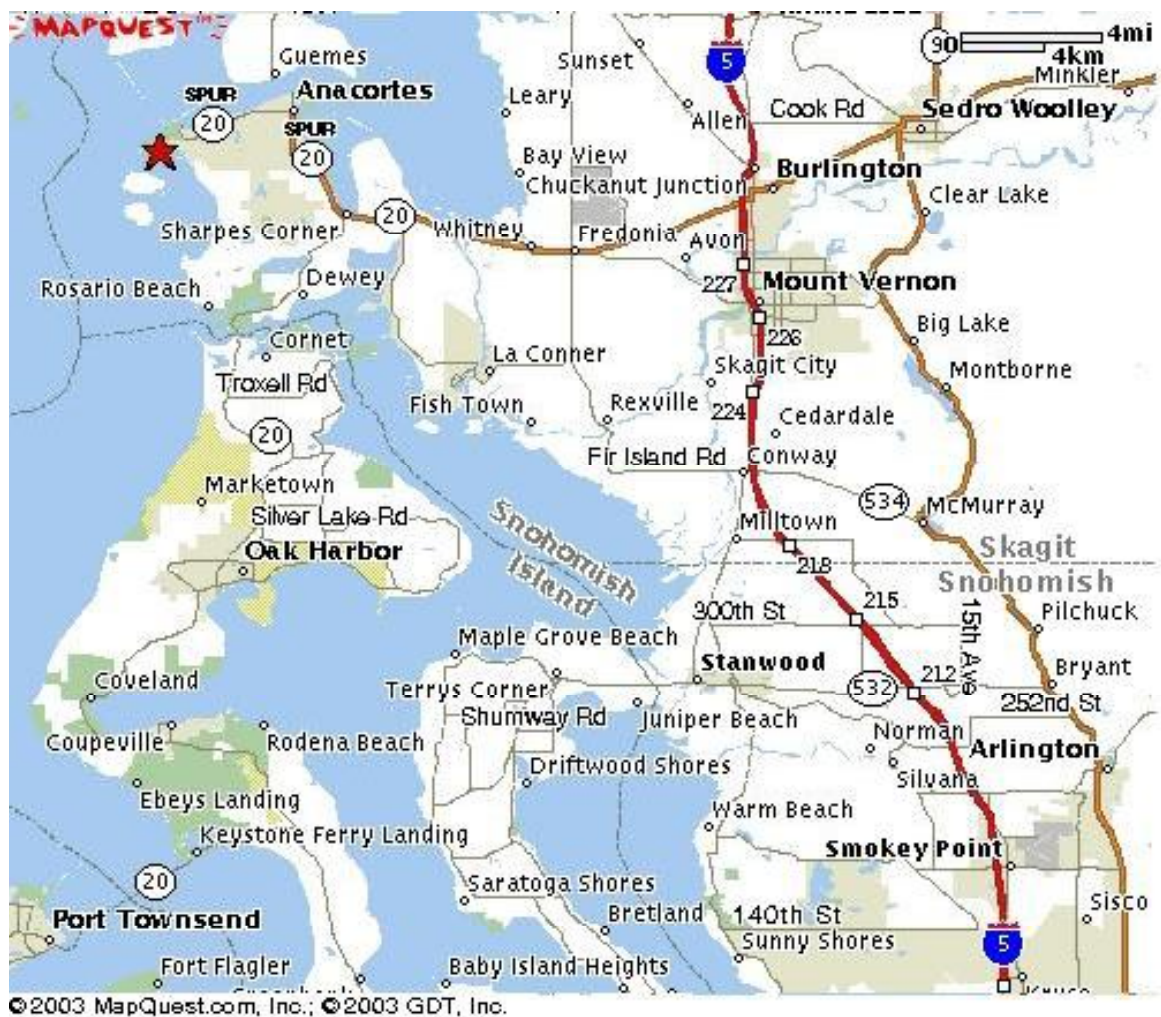 MAPQUEST™
90
4mi
4km
5
Guemes
Sunset
Minkler
SPUR
20
Anacortes
Leary
Allen
Cook Rd
Sedro Woolley
SPUR
20
Bay View
Burlington
Chuckanut Junction
Clear Lake
20
Sharpes Corner
Whitney
Fredonia
Avon
Rosario Beach
Dewey
227
Mount Vernon
Big Lake
226
Cornet
La Conner
Skagit City
Montborne
Troxell Rd
Fish Town
Rexville
224
Cedardale
20
Fir Island Rd
Conway
Marketown
534
McMurray
Silver Lake Rd
Milltown
Snohomish
Island
Skagit
Snohomish
Oak Harbor
218
215
300th St
15th Ave
Pilchuck
Maple Grove Beach
Stanwood
212
Bryant
Coveland
Terrys Corner
532
252nd St
Shumway Rd
Juniper Beach
Coupeville
Rodena Beach
Norman
Arlington
Driftwood Shores
Silvana
Ebeys Landing
Warm Beach
Keystone Ferry Landing
Smokey Point
20
Saratoga Shores
Sisco
Port Townsend
Bretland
140th St
5
Sunny Shores
Fort Flagler
Baby Island Heights
©2003 MapQuest.com, Inc.; ©2003 GDT, Inc.